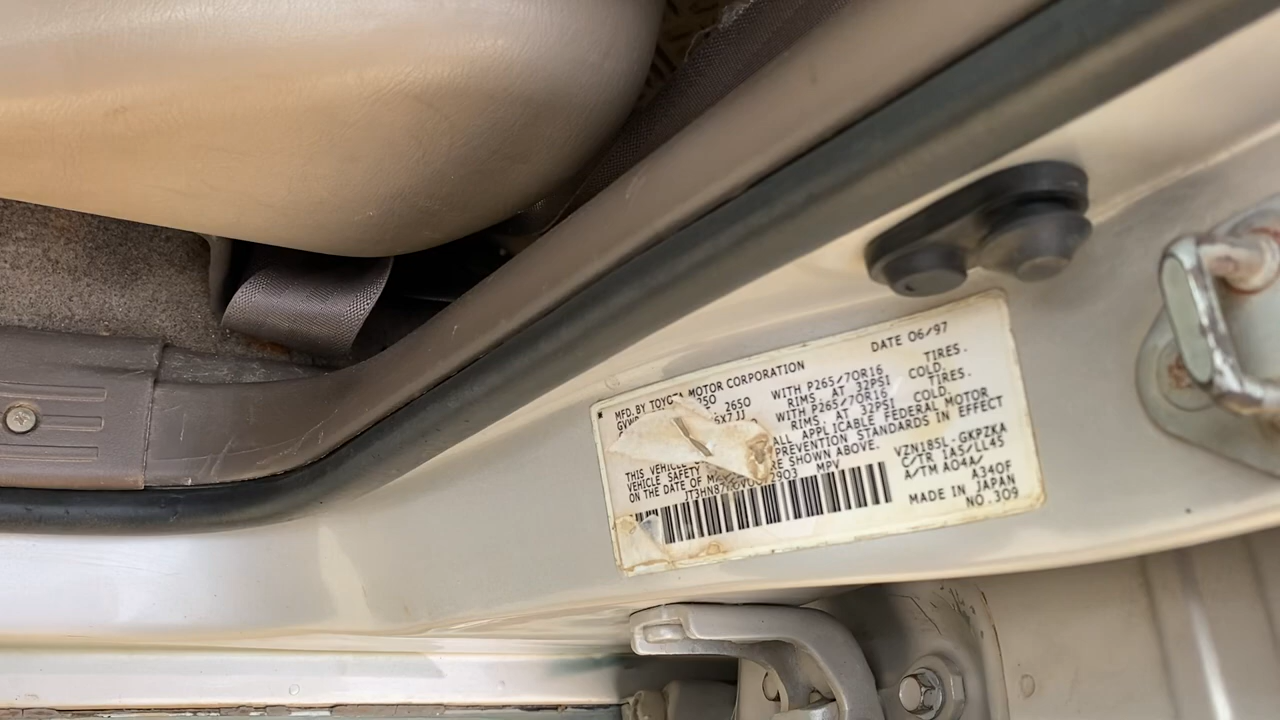 MFD. BY TOYOTA MOTOR CORPORATION DATE 06/97
250 2650 WITH P265/70R16 TIRES.
6X7JJ RIMS. AT 32PSI COLD.
WITH P265/70R16 TIRES.
RIMS. AT 32PSI COLD.
THIS VEHICLE ALL APPLICABLE FEDERAL MOTOR
VEHICLE SAFETY PREVENTION STANDARDS IN EFFECT
ON THE DATE OF SHOWN ABOVE.
2903 MPV
VZN185L-GKPZKA
C/TR 1A5/LL45
A/TM A04A/
A340F
MADE IN JAPAN
NO.309